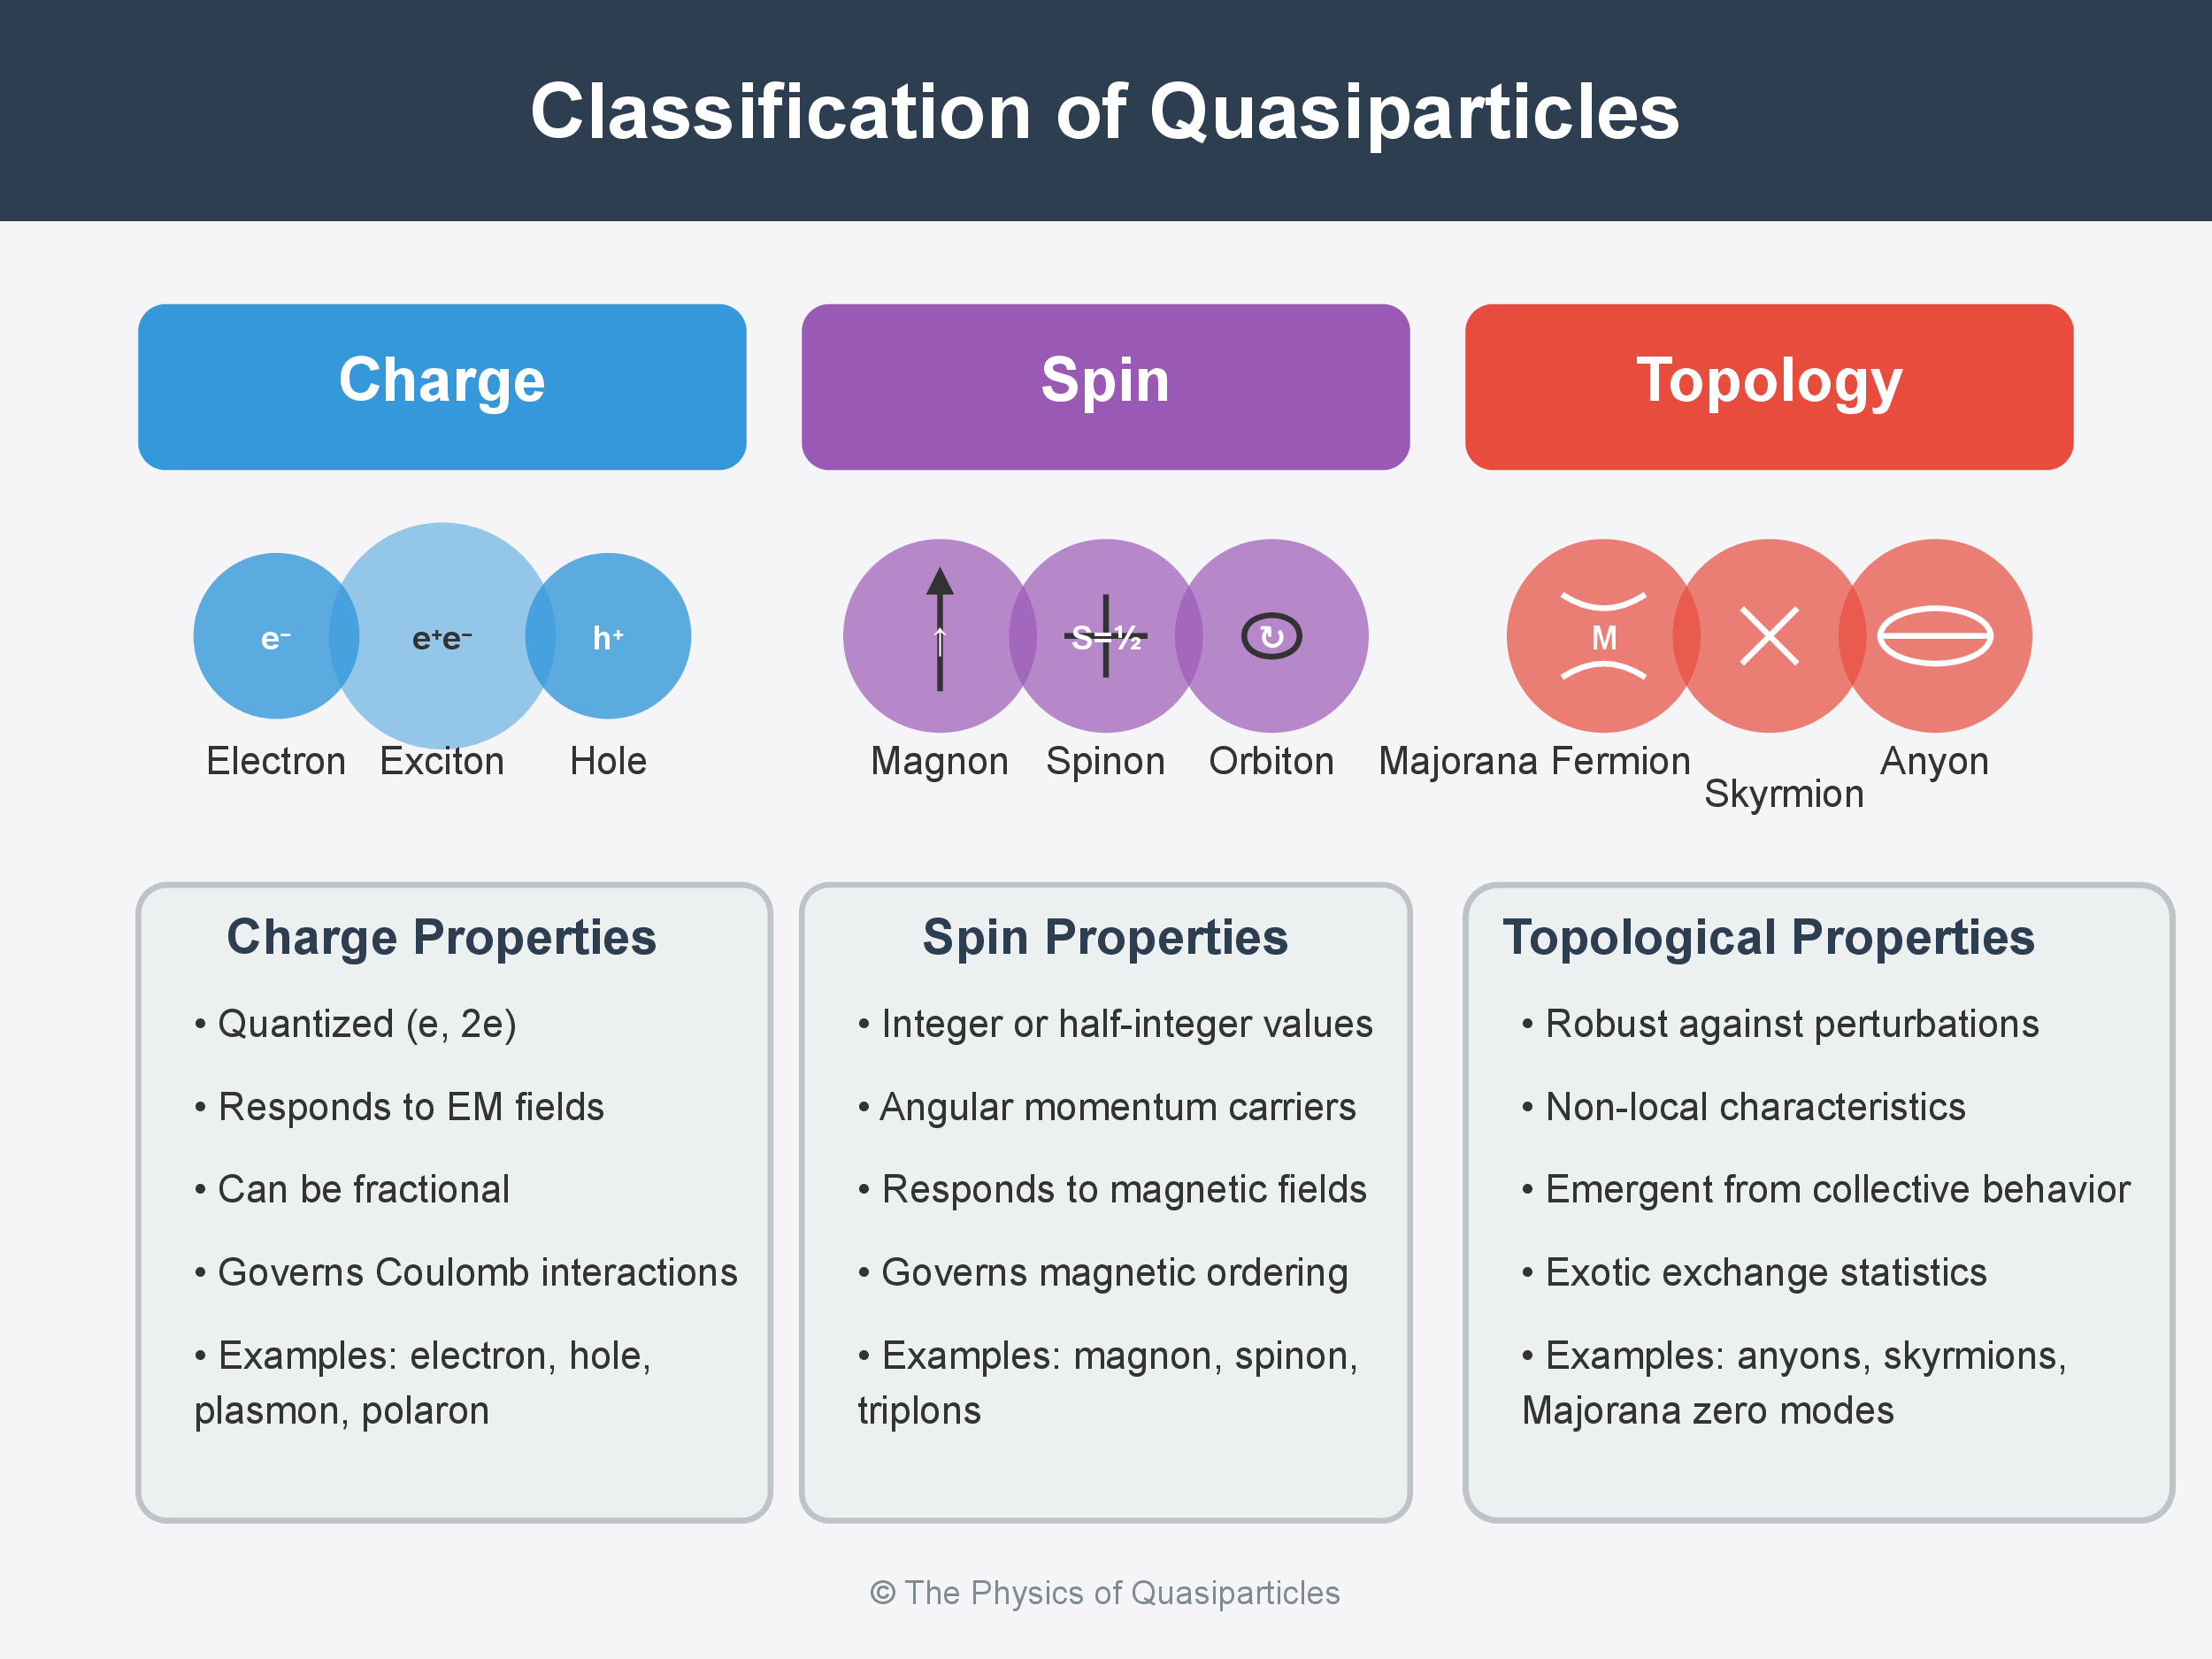 Classification of Quasiparticles
Charge
Spin
Topology
e⁻
e⁺e⁻
h⁺
↑
S=½
↻
M
Electron
Exciton
Hole
Magnon
Spinon
Orbiton
Majorana Fermion
Skyrmion
Anyon
Charge Properties
• Quantized (e, 2e)
• Responds to EM fields
• Can be fractional
• Governs Coulomb interactions
• Examples: electron, hole,
plasmon, polaron
Spin Properties
• Integer or half-integer values
• Angular momentum carriers
• Responds to magnetic fields
• Governs magnetic ordering
• Examples: magnon, spinon,
triplons
Topological Properties
• Robust against perturbations
• Non-local characteristics
• Emergent from collective behavior
• Exotic exchange statistics
• Examples: anyons, skyrmions,
Majorana zero modes
© The Physics of Quasiparticles